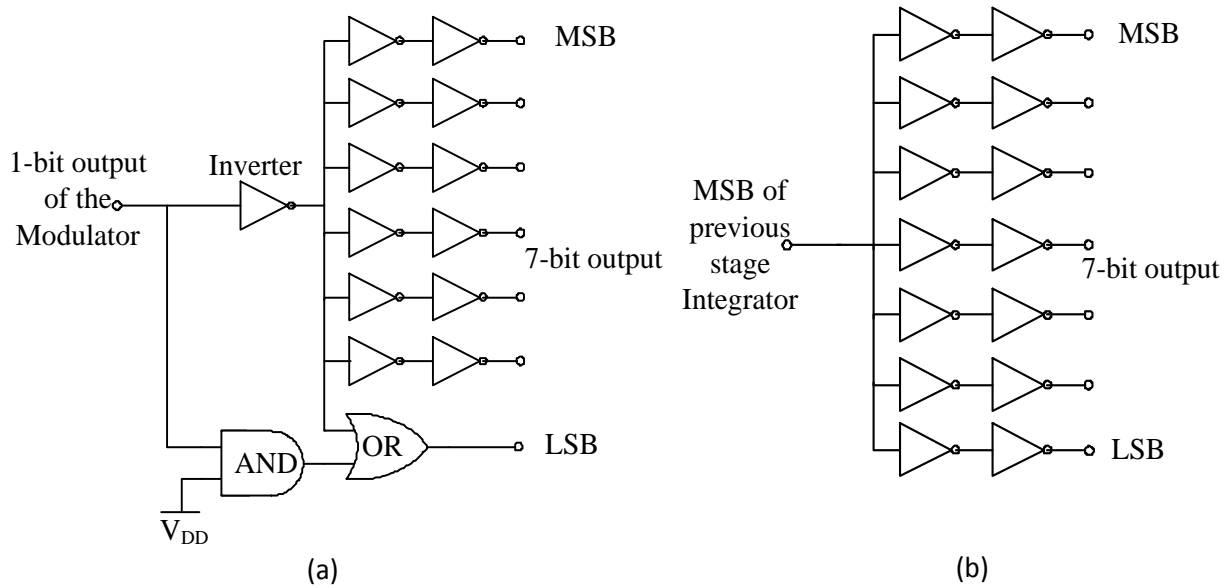 MSB
1-bit output
of the
Modulator
Inverter
7-bit output
AND
OR
LSB
V_DD
(a)
MSB
MSB of
previous
stage
Integrator
7-bit output
LSB
(b)